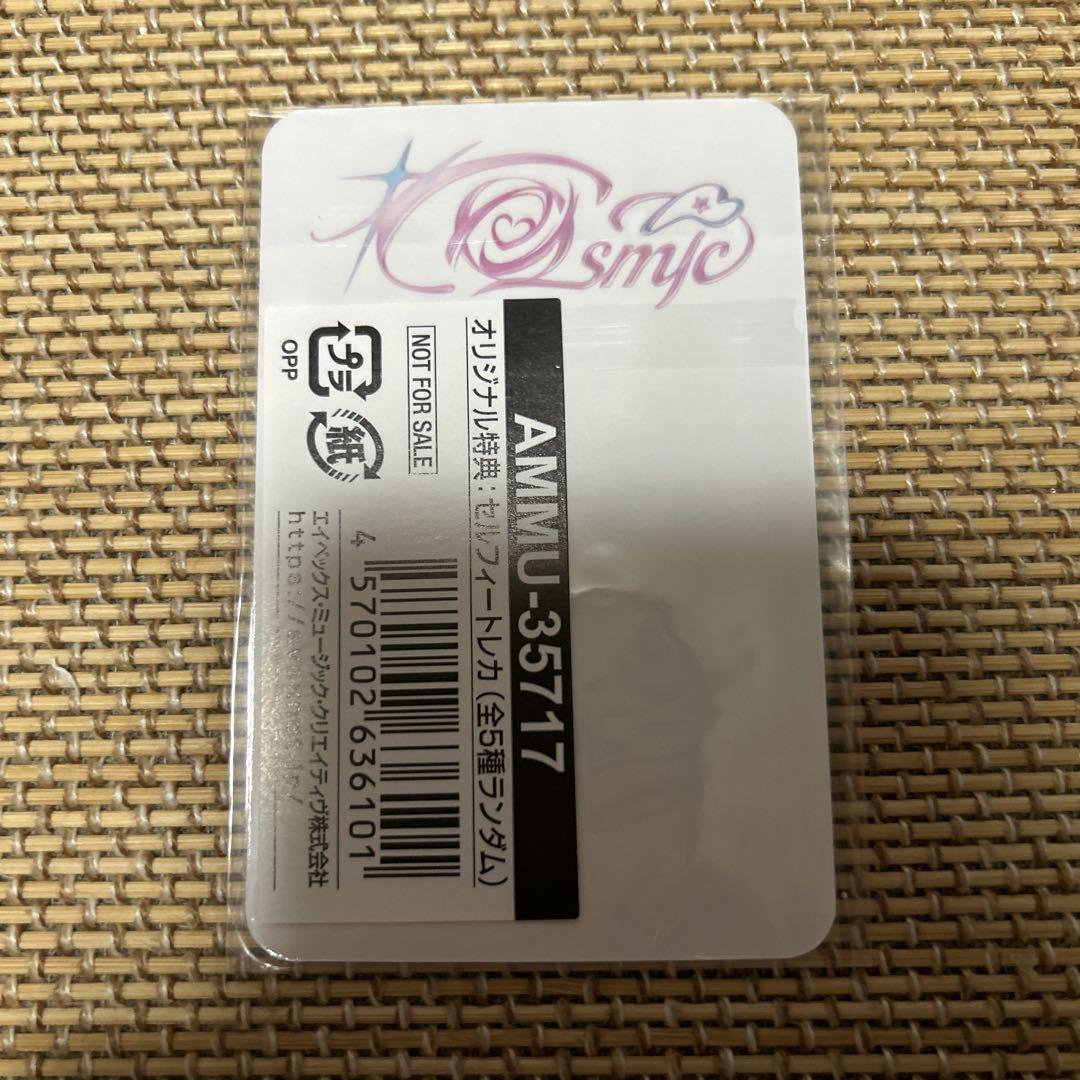 Cosmic
AMMU-35717
オリジナル特典：セルフィートレカ（全5種ランダム）
NOT FOR SALE
4 570102 636101
プラ
紙
OPP
エイベックス・ミュージック・クリエイティヴ株式会社